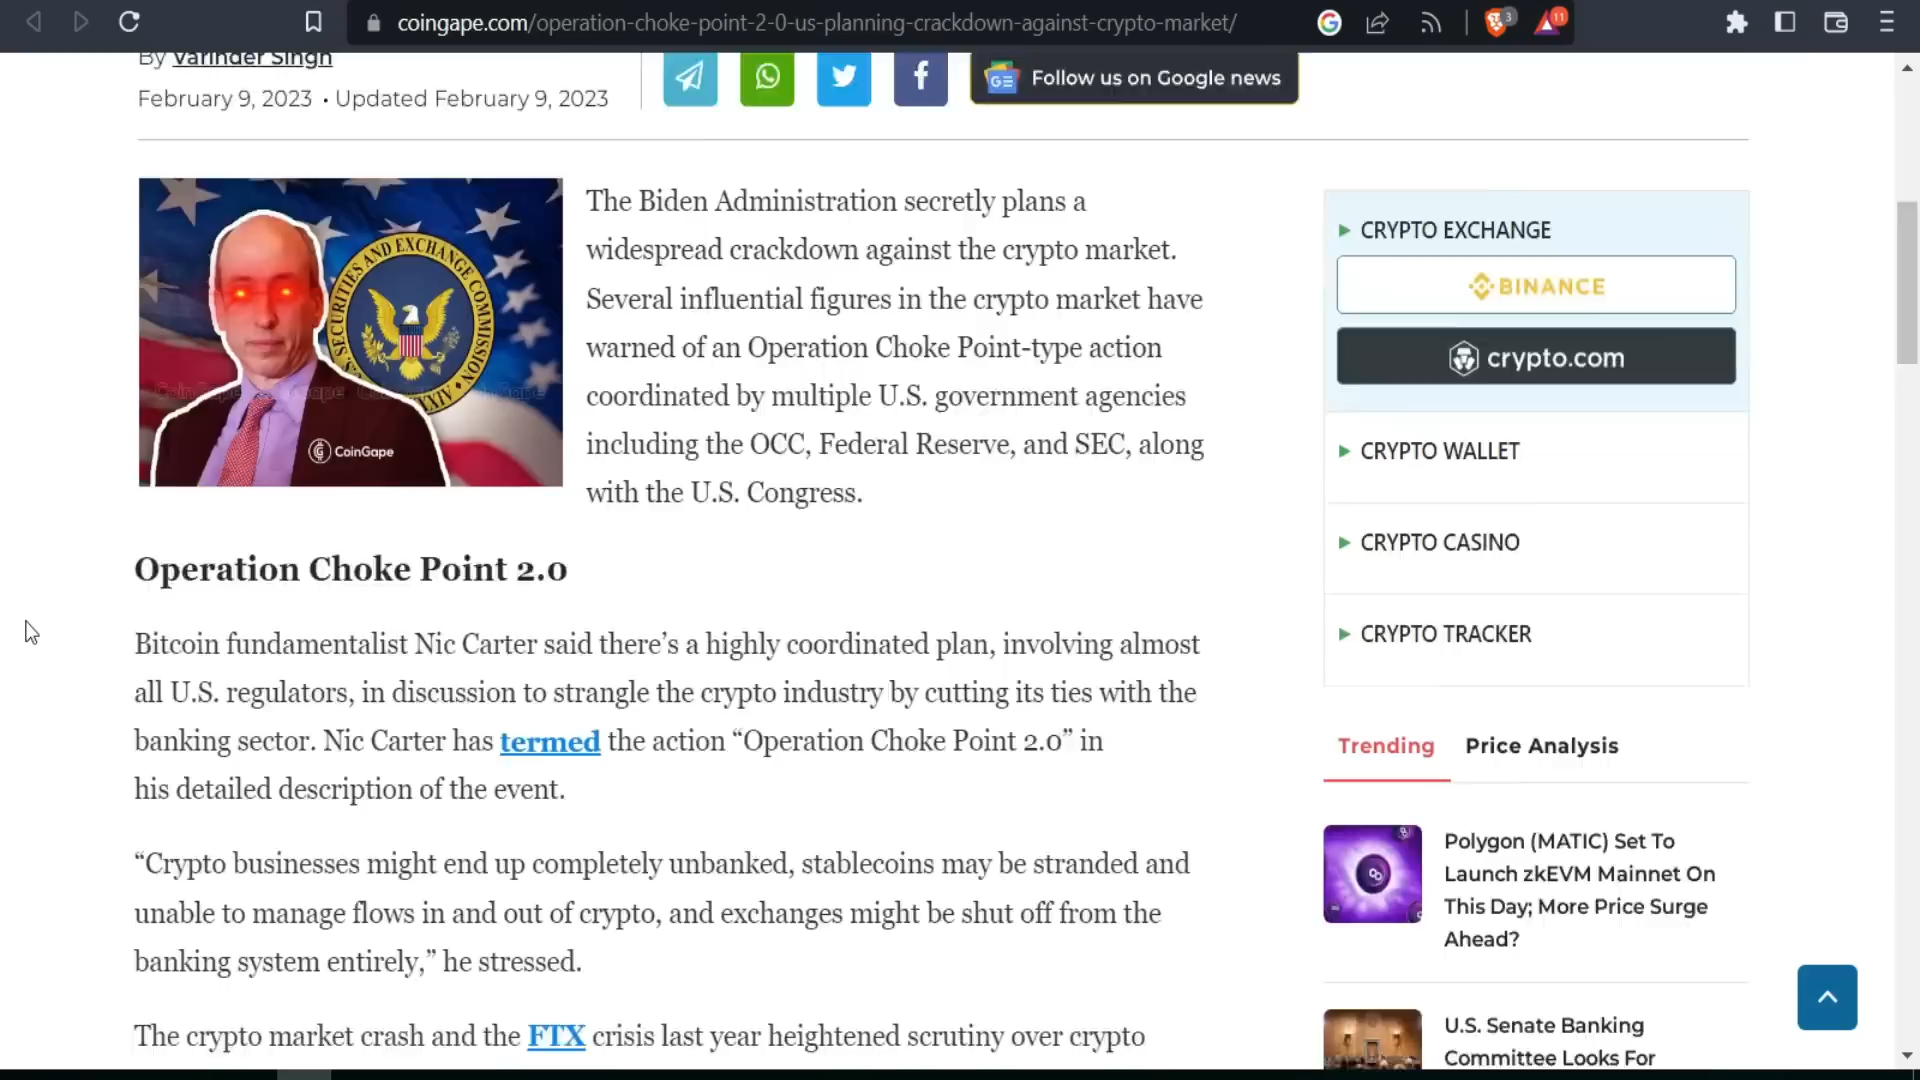 coingape.com/operation-choke-point-2-0-us-planning-crackdown-against-crypto-market/
3
11
By Varinder Singh
February 9, 2023 • Updated February 9, 2023
Follow us on Google news
SECURITIES AND EXCHANGE COMMISSION
CoinGape
The Biden Administration secretly plans a
widespread crackdown against the crypto market.
Several influential figures in the crypto market have
warned of an Operation Choke Point-type action
coordinated by multiple U.S. government agencies
including the OCC, Federal Reserve, and SEC, along
with the U.S. Congress.
Operation Choke Point 2.0
Bitcoin fundamentalist Nic Carter said there’s a highly coordinated plan, involving almost
all U.S. regulators, in discussion to strangle the crypto industry by cutting its ties with the
banking sector. Nic Carter has termed the action “Operation Choke Point 2.0” in
his detailed description of the event.
“Crypto businesses might end up completely unbanked, stablecoins may be stranded and
unable to manage flows in and out of crypto, and exchanges might be shut off from the
banking system entirely,” he stressed.
The crypto market crash and the FTX crisis last year heightened scrutiny over crypto
CRYPTO EXCHANGE
BINANCE
crypto.com
CRYPTO WALLET
CRYPTO CASINO
CRYPTO TRACKER
Trending Price Analysis
Polygon (MATIC) Set To
Launch zkEVM Mainnet On
This Day; More Price Surge
Ahead?
U.S. Senate Banking
Committee Looks For